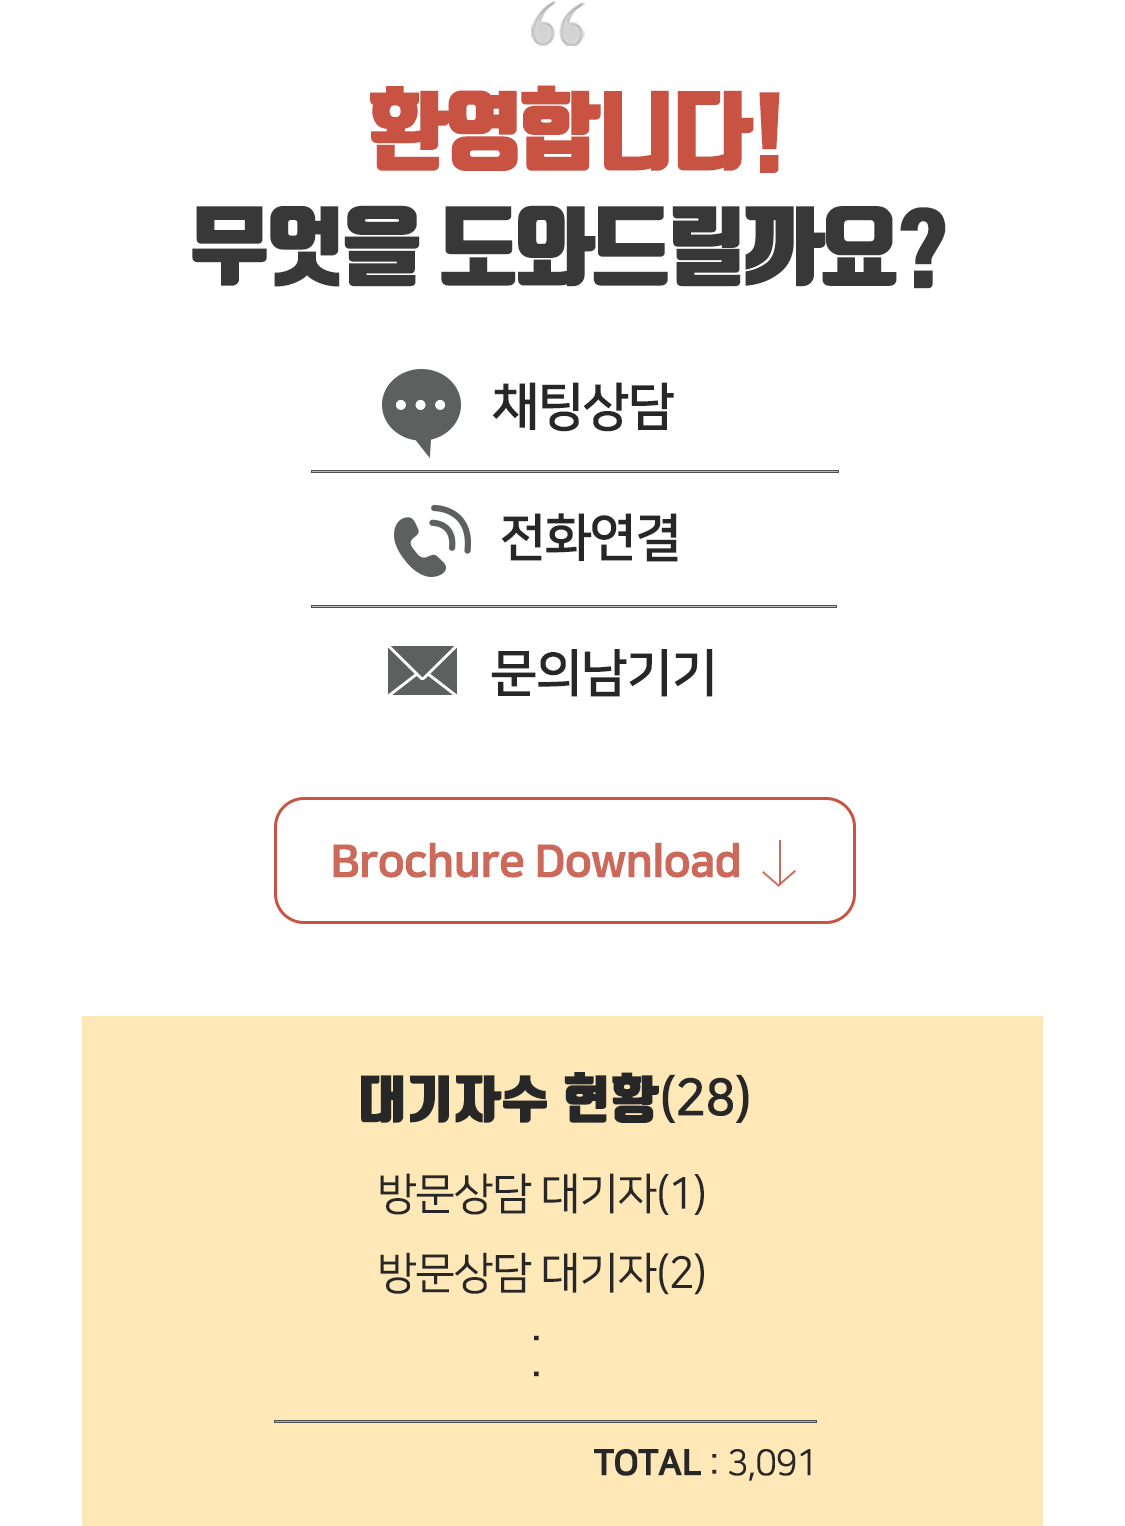 “
환영합니다!
무엇을 도와드릴까요?
채팅상담
전화연결
문의남기기
Brochure Download ↓
대기자수 현황(28)
방문상담 대기자(1)
방문상담 대기자(2)
.
.
TOTAL : 3,091